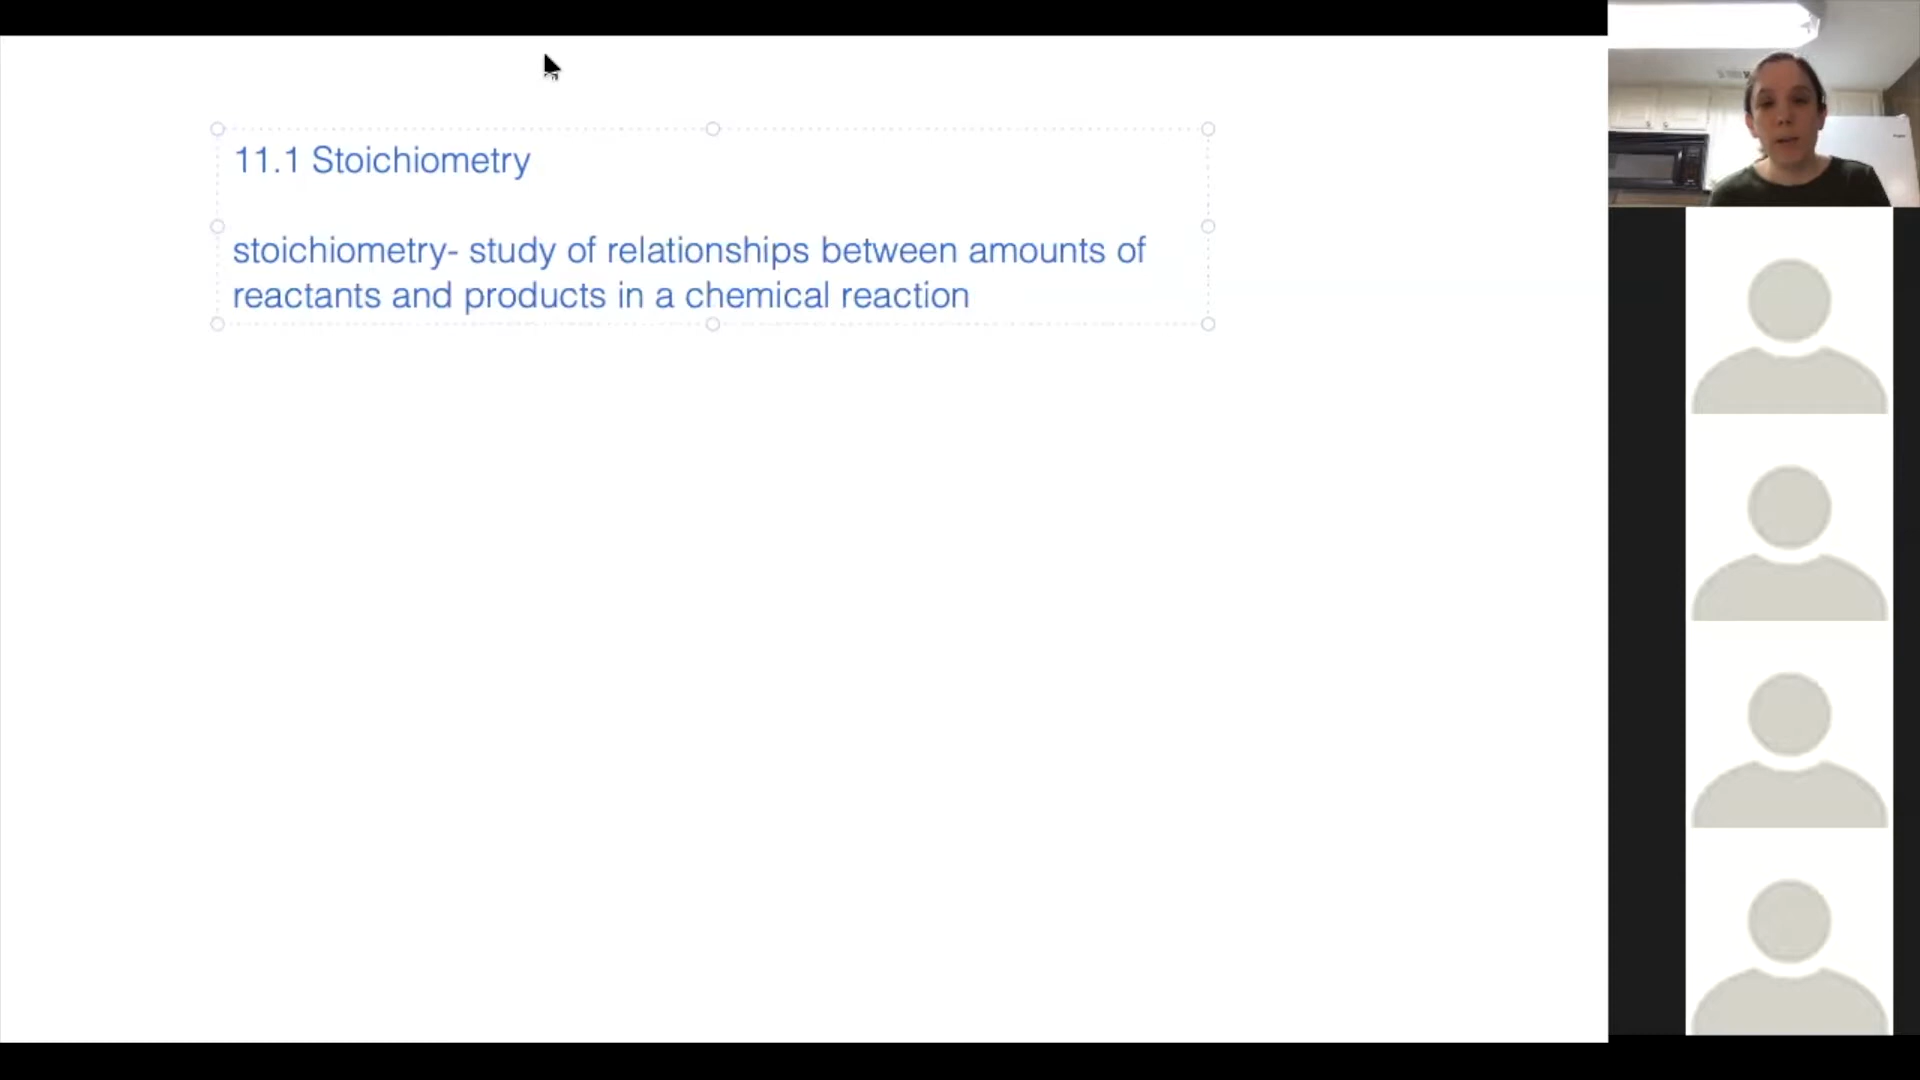 11.1 Stoichiometry
stoichiometry- study of relationships between amounts of
reactants and products in a chemical reaction